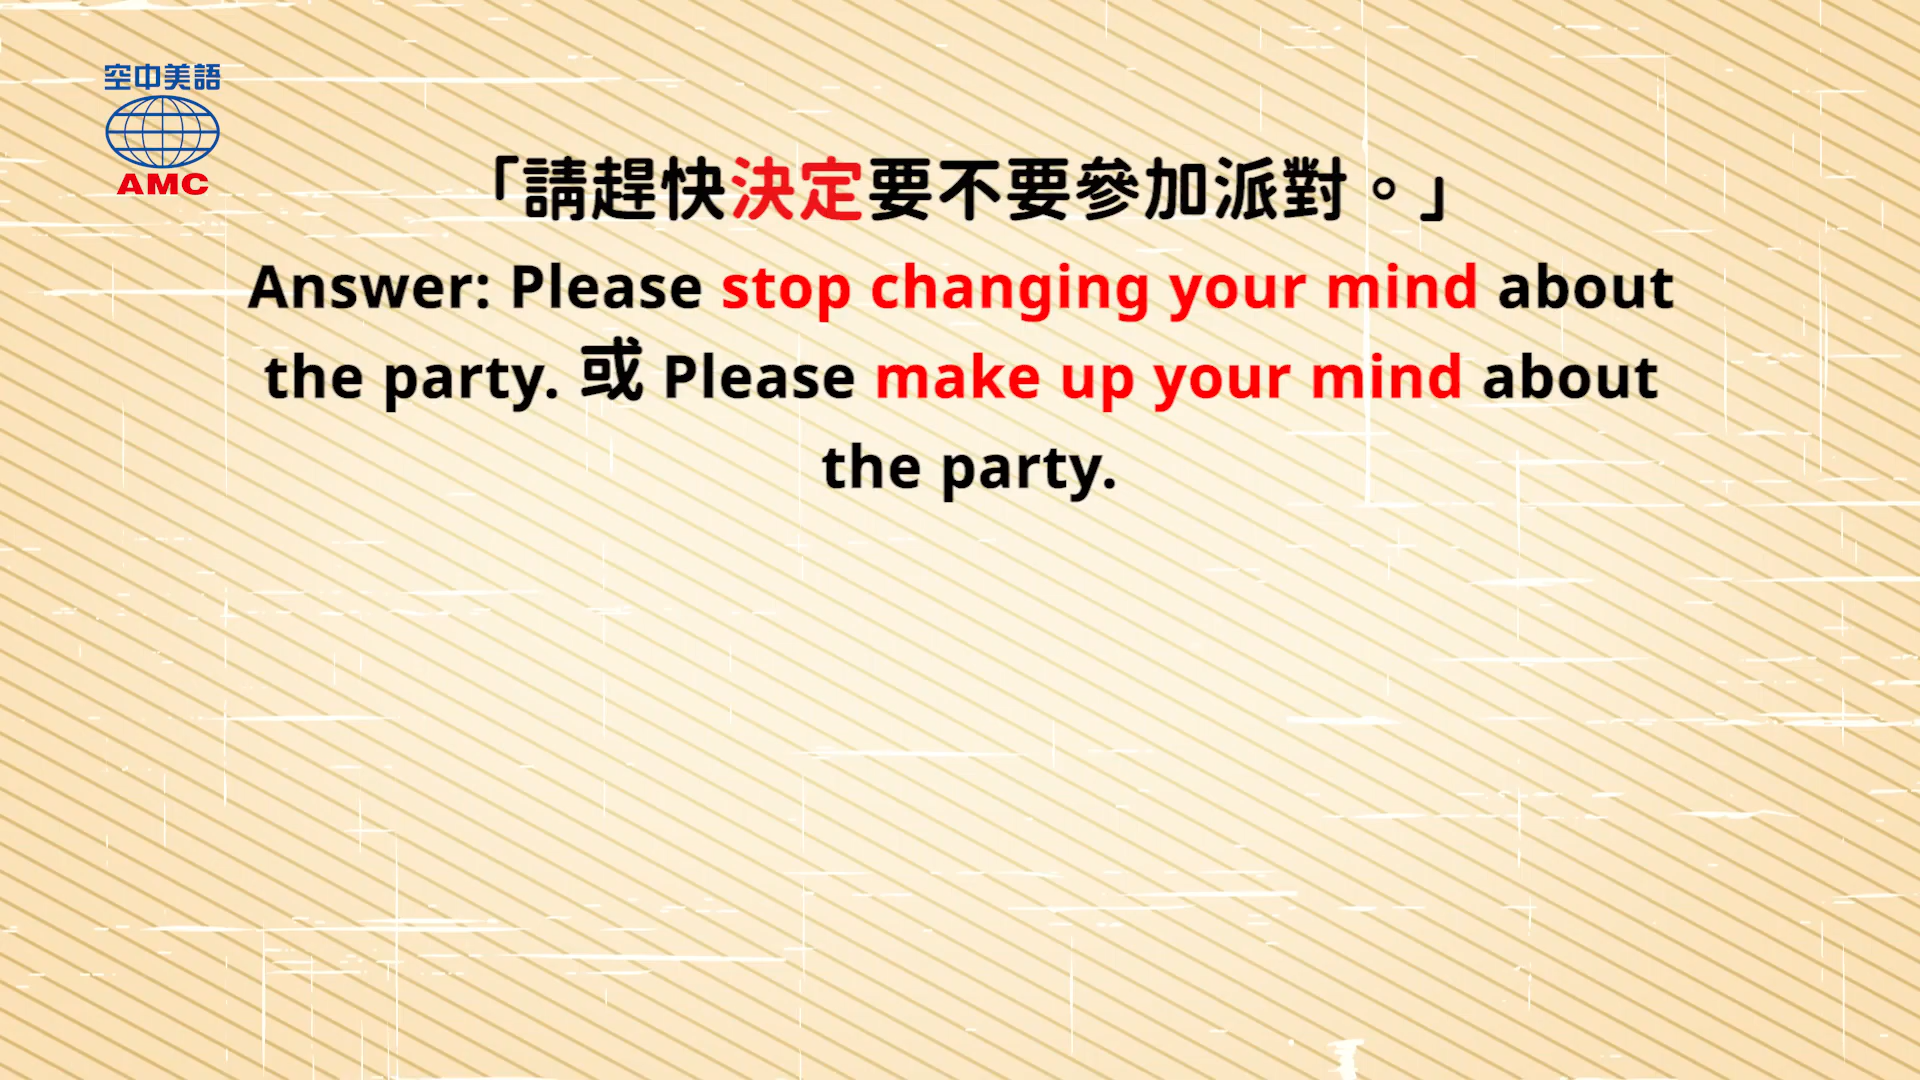 空中美語
AMC
「請趕快決定要不要參加派對。」
Answer: Please stop changing your mind about
the party. 或 Please make up your mind about
the party.